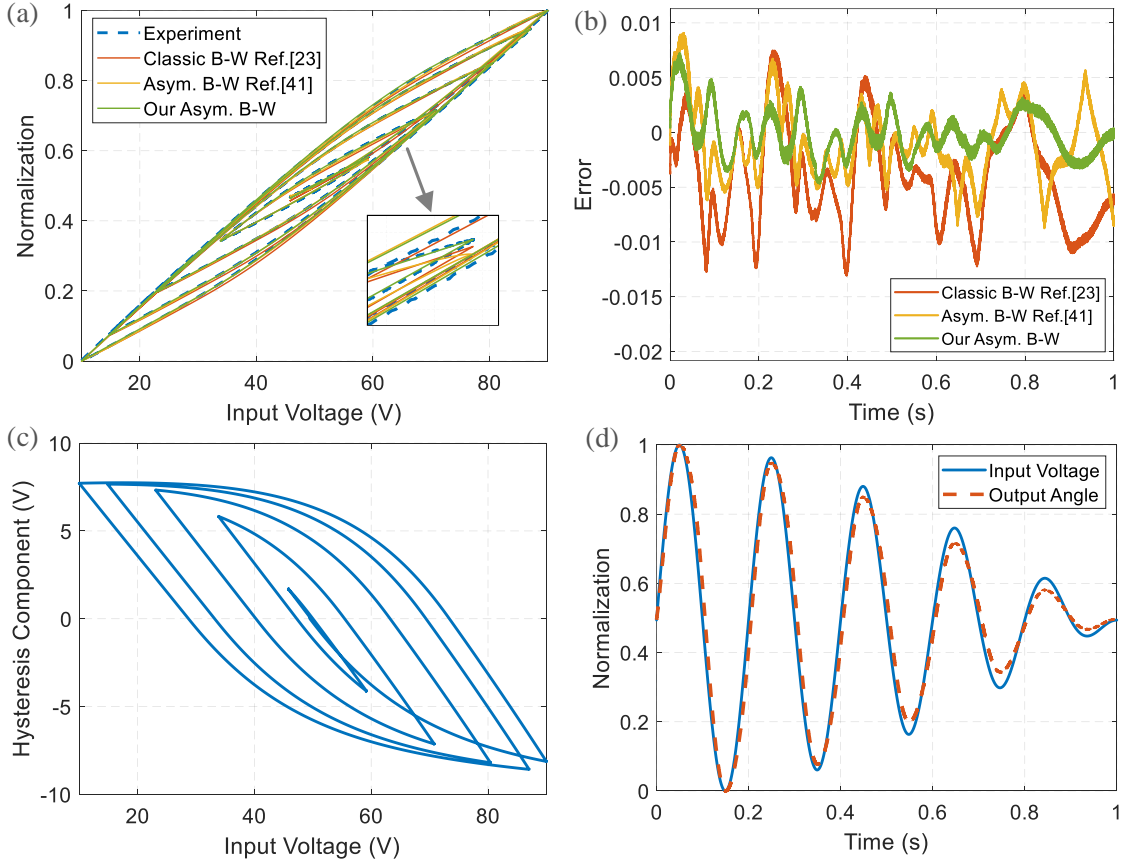 (a)
Experiment
Classic B-W Ref.[23]
Asym. B-W Ref.[41]
Our Asym. B-W
Normalization
1
0.8
0.6
0.4
0.2
0
20
40
60
80
Input Voltage (V)
(b)
Error
0.010
0.005
0
-0.005
-0.01
-0.015
-0.02
Classic B-W Ref.[23]
Asym. B-W Ref.[41]
Our Asym. B-W
0
0.2
0.4
0.6
0.8
1
Time (s)
(c)
Hysteresis Component (V)
10
5
0
-5
-10
20
40
60
80
Input Voltage (V)
(d)
Input Voltage
Output Angle
Normalization
1
0.8
0.6
0.4
0.2
0
0
0.2
0.4
0.6
0.8
1
Time (s)